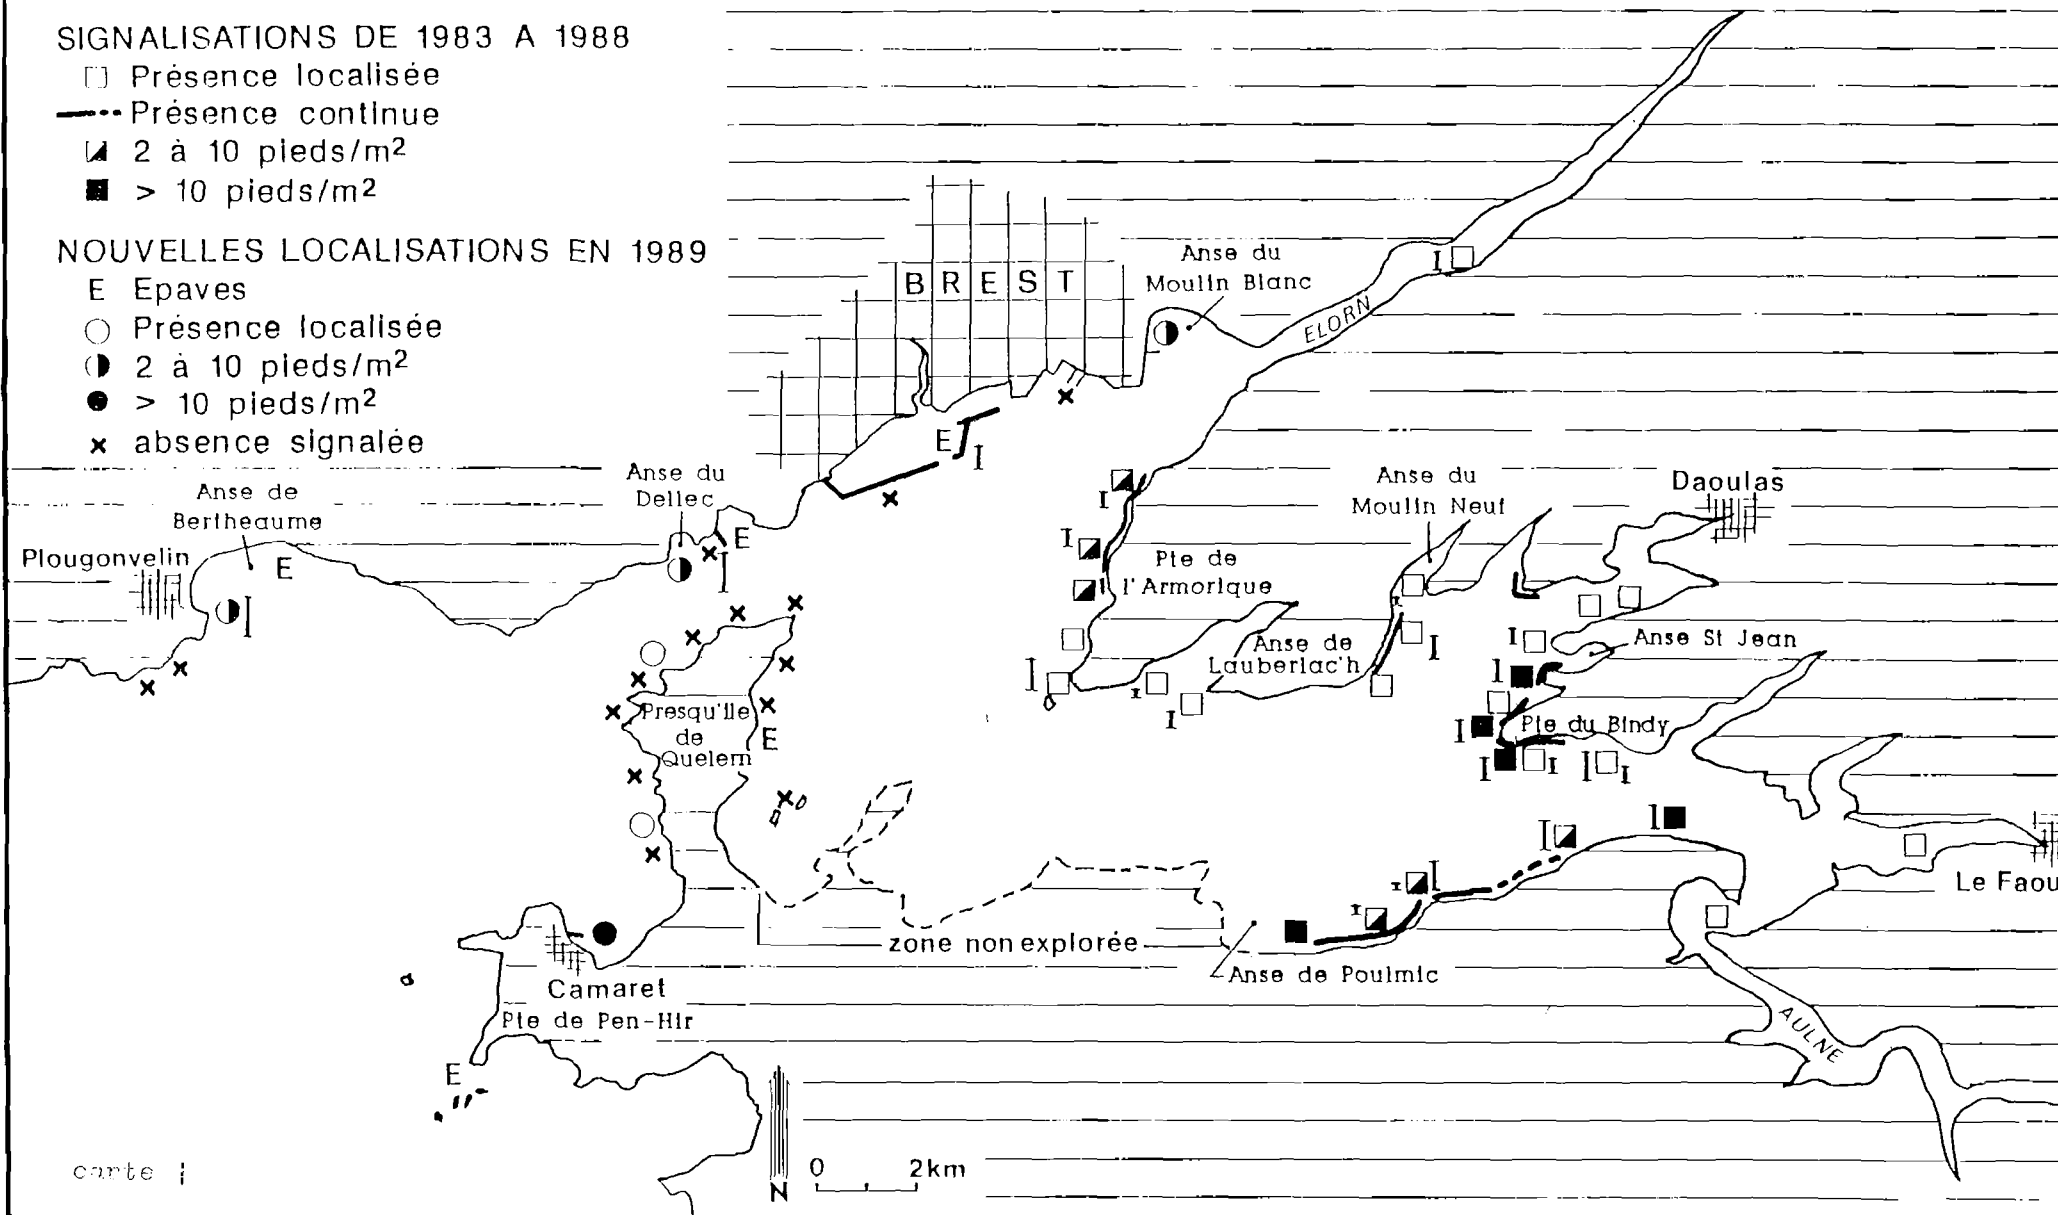 SIGNALISATIONS DE 1983 A 1988
Présence localisée
Présence continue
2 à 10 pieds/m²
> 10 pieds/m²
NOUVELLES LOCALISATIONS EN 1989
E Epaves
Présence localisée
2 à 10 pieds/m²
> 10 pieds/m²
x absence signalée
BREST
Anse du
Moulin Blanc
ELORN
E
Anse de
Bertheaume
Plougonvelin
E
Anse du
Dellec
E
Anse du
Moulin Neuf
Daoulas
Pte de
l'Armorique
Anse de
Lauberlac'h
Anse St Jean
Presqu'île
de
Quelern
E
Pte du Bindy
Le Faou
zone non explorée
Anse de Poulmic
Camaret
Pte de Pen-Hir
E
AULNE
carte 1
N
0 2km